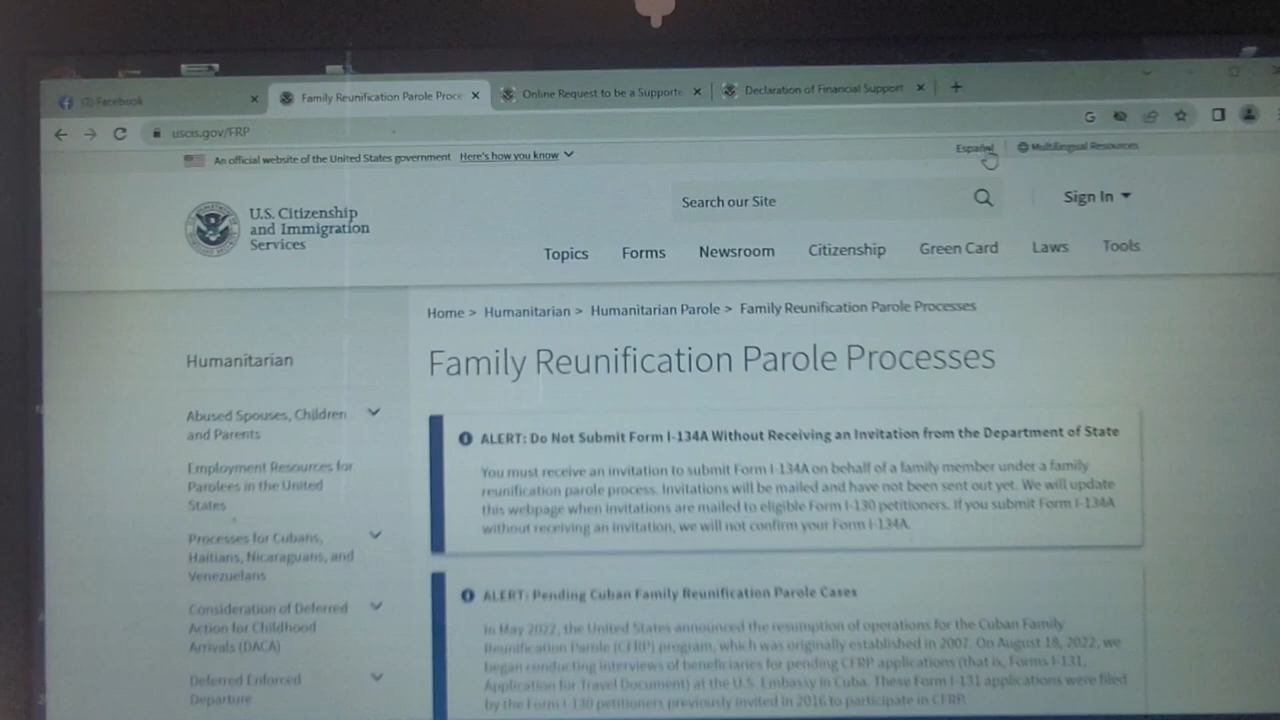 (2) Facebook
Family Reunification Parole Proce
Online Request to be a Supporte
Declaration of Financial Support
uscis.gov/FRP
An official website of the United States government Here's how you know
Español
Multilingual Resources
U.S. Citizenship
and Immigration
Services
Search our Site
Sign In
Topics Forms Newsroom Citizenship Green Card Laws Tools
Home > Humanitarian > Humanitarian Parole > Family Reunification Parole Processes
Humanitarian
Abused Spouses, Children
and Parents
Employment Resources for
Parolees in the United
States
Processes for Cubans,
Haitians, Nicaraguans, and
Venezuelans
Consideration of Deferred
Action for Childhood
Arrivals (DACA)
Deferred Enforced
Departure
Family Reunification Parole Processes
ALERT: Do Not Submit Form I-134A Without Receiving an Invitation from the Department of State
You must receive an invitation to submit Form I-134A on behalf of a family member under a family
reunification parole process. Invitations will be mailed and have not been sent out yet. We will update
this webpage when invitations are mailed to eligible Form I-130 petitioners. If you submit Form I-134A
without receiving an invitation, we will not confirm your Form I-134A.
ALERT: Pending Cuban Family Reunification Parole Cases
In May 2022, the United States announced the resumption of operations for the Cuban Family
Reunification Parole (CFRP) program, which was originally established in 2007. On August 18, 2022, we
began conducting interviews of beneficiaries for pending CFRP applications (that is, Forms I-131,
Application for Travel Document) at the U.S. Embassy in Cuba. These Form I-131 applications were filed
by the Form I-130 petitioners previously invited in 2016 to participate in CFRP.